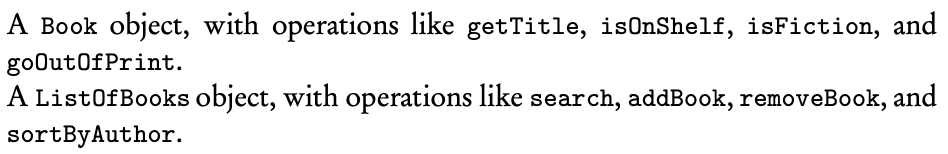 A Book object, with operations like getTitle, isOnShelf, isFiction, and
goOutOfPrint.
A ListOfBooks object, with operations like search, addBook, removeBook, and
sortByAuthor.